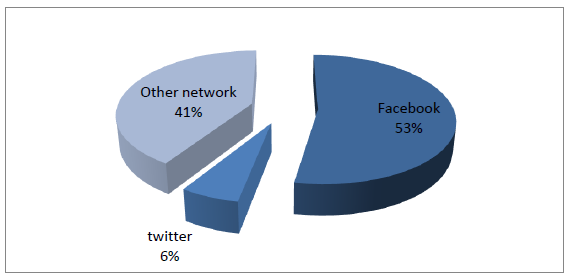 Other network
41%
Facebook
53%
twitter
6%